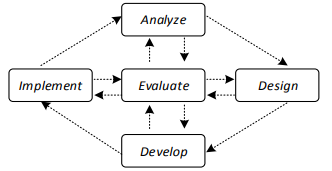 Analyze
Implement Evaluate Design
Develop